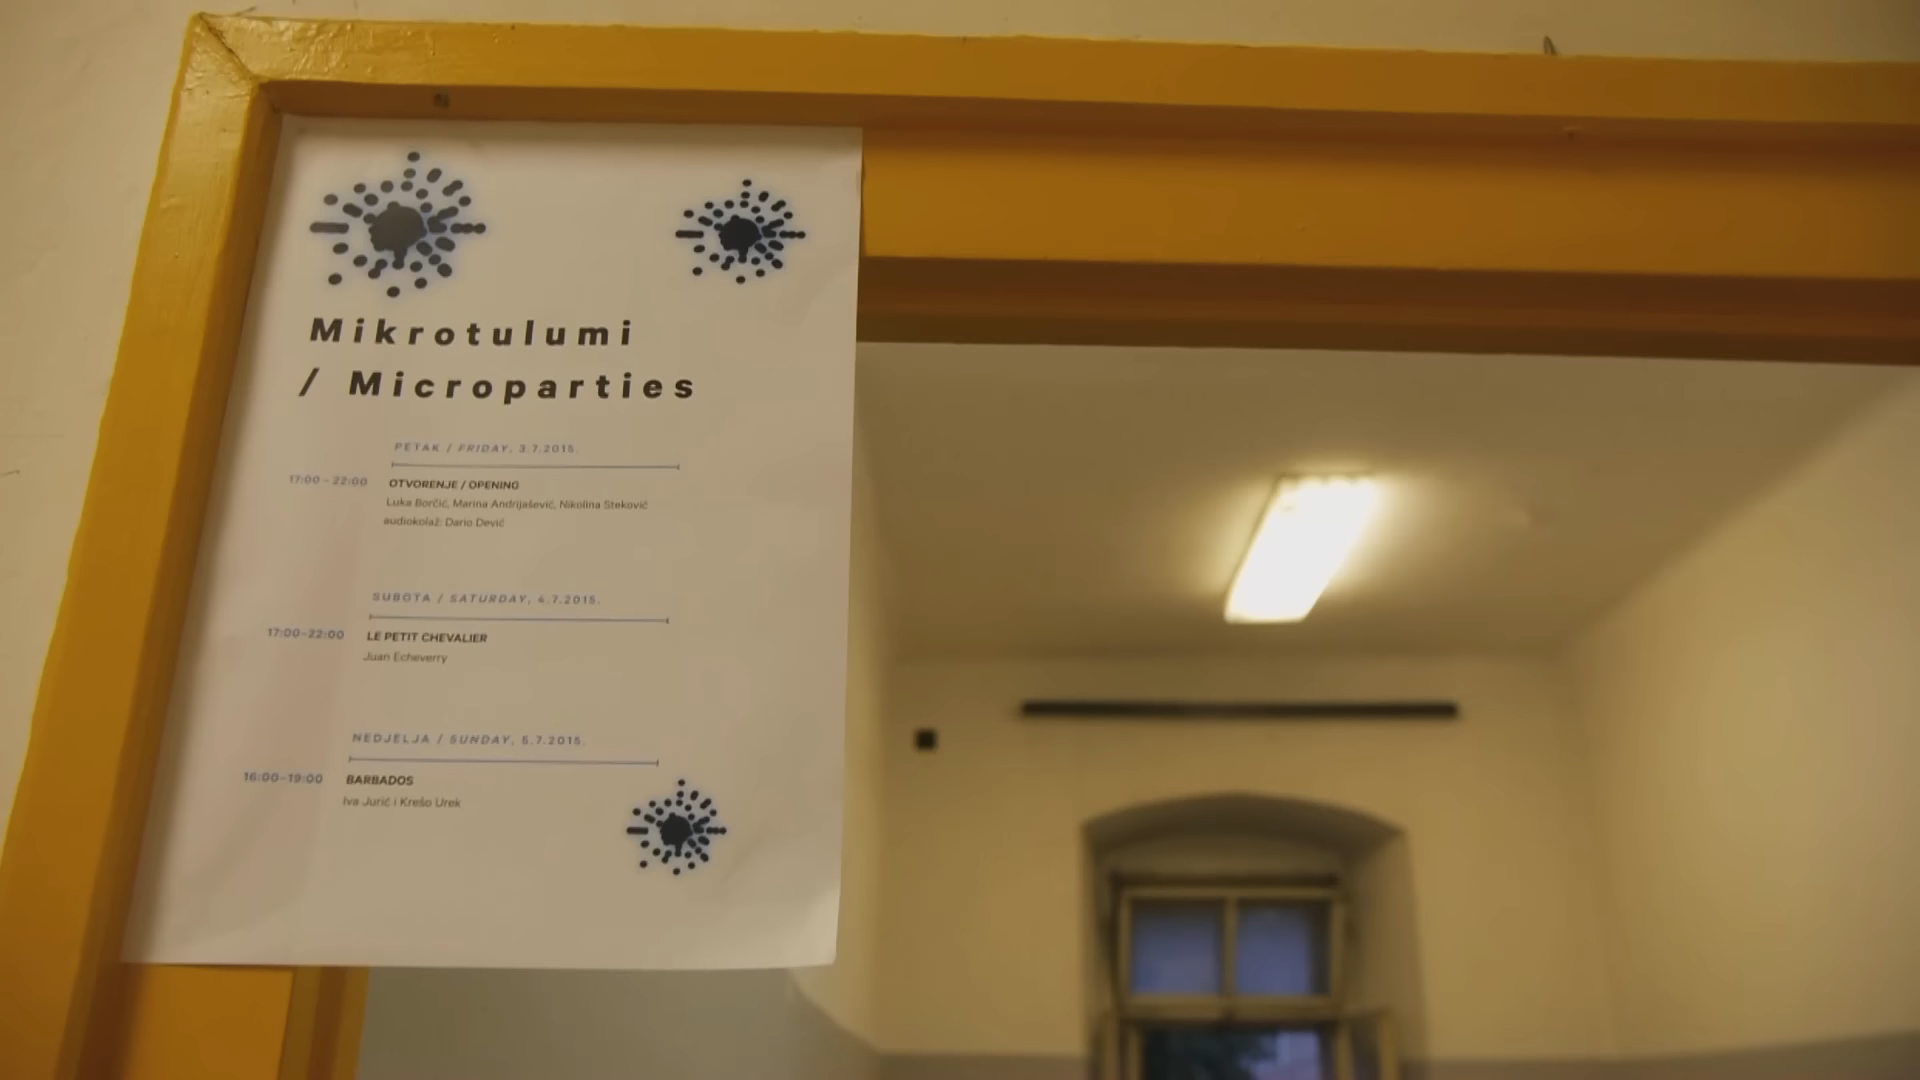 Mikrotulumi
/ Microparties
PETAK / FRIDAY, 3.7.2015.
17:00 - 22:00 OTVORENJE / OPENING
Luka Borčić, Marina Andrijašević, Nikolina Steković
audiokolaž: Dario Dević
SUBOTA / SATURDAY, 4.7.2015.
17:00-22:00 LE PETIT CHEVALIER
Juan Echeverry
NEDJELJA / SUNDAY, 5.7.2015.
16:00-19:00 BARBADOS
Iva Jurić i Krešo Urek